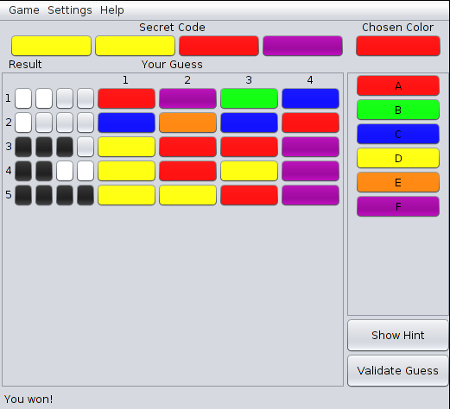 Game Settings Help
Secret Code Chosen Color
Result Your Guess
1 2 3 4
1
2
3
4
5
A
B
C
D
E
F
Show Hint
Validate Guess
You won!